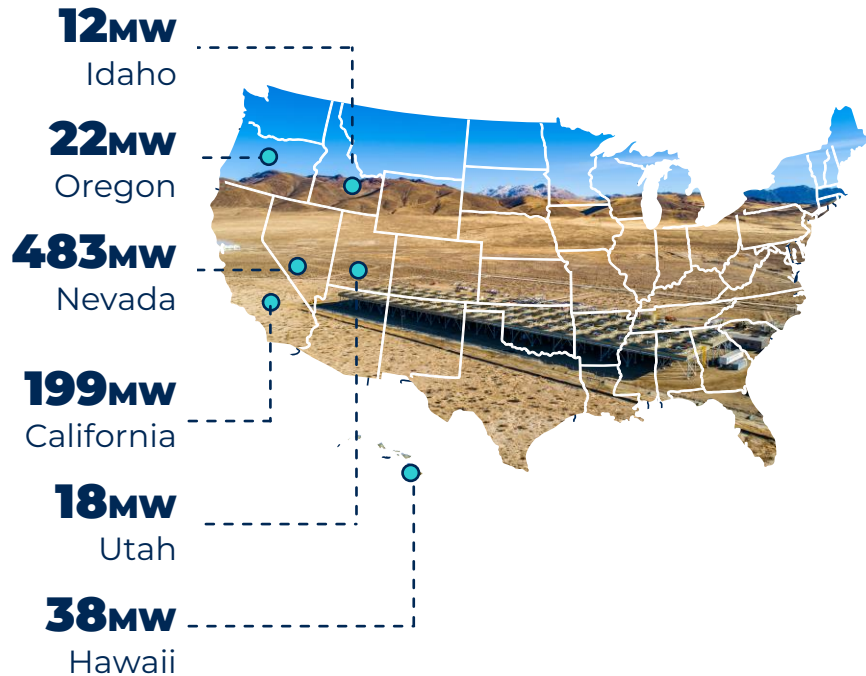 12MW
Idaho
22MW
Oregon
483MW
Nevada
199MW
California
18MW
Utah
38MW
Hawaii